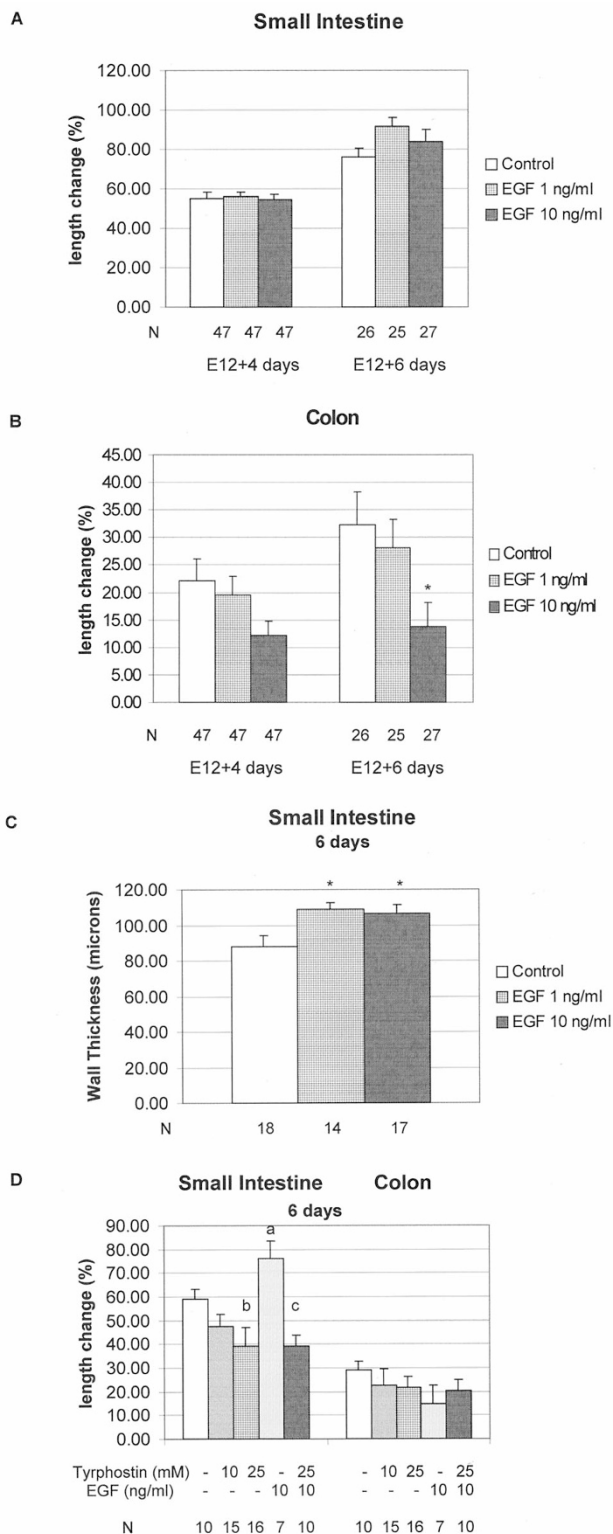 A
Small Intestine
120.00
100.00
80.00
60.00
40.00
20.00
0.00
length change (%)
Control
EGF 1 ng/ml
EGF 10 ng/ml
N 47 47 47 26 25 27
E12+4 days E12+6 days
B
Colon
45.00
40.00
35.00
30.00
25.00
20.00
15.00
10.00
5.00
0.00
length change (%)
*
Control
EGF 1 ng/ml
EGF 10 ng/ml
N 47 47 47 26 25 27
E12+4 days E12+6 days
C
Small Intestine
6 days
120.00
100.00
80.00
60.00
40.00
20.00
0.00
Wall Thickness (microns)
* *
Control
EGF 1 ng/ml
EGF 10 ng/ml
N 18 14 17
D
Small Intestine Colon
6 days
90.00
80.00
70.00
60.00
50.00
40.00
30.00
20.00
10.00
0.00
length change (%)
a
b c
Tyrphostin (mM) - 10 25 - 25 - 10 25 - 25
EGF (ng/ml) - - - 10 10 - - - 10 10
N 10 15 16 7 10 10 15 16 7 10